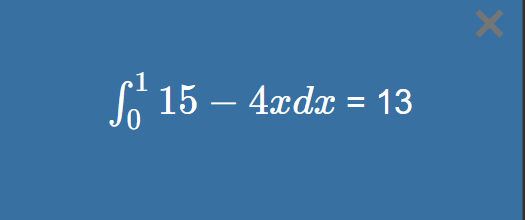 ∫₀¹ 15 − 4xdx = 13